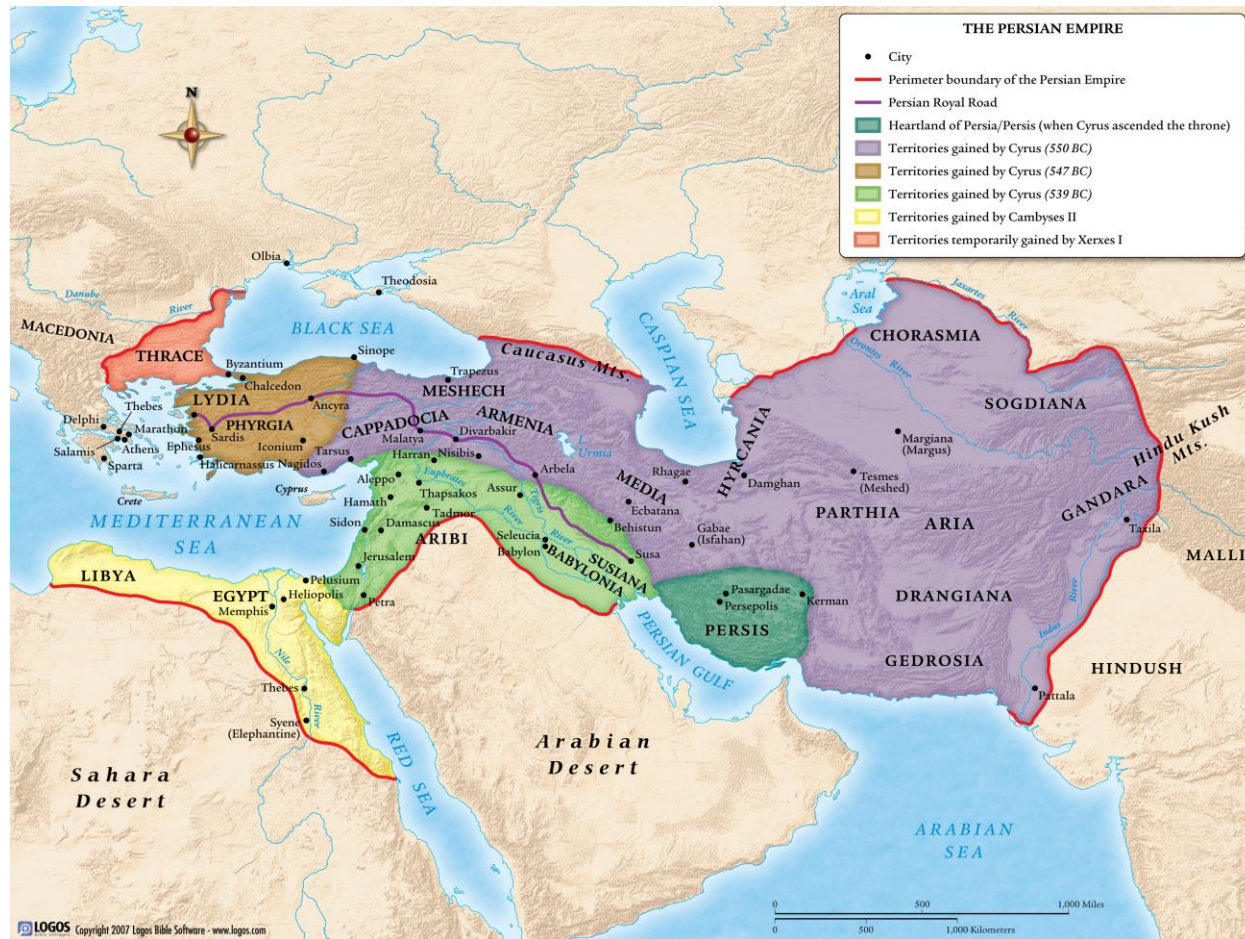 THE PERSIAN EMPIRE
City
Perimeter boundary of the Persian Empire
Persian Royal Road
Heartland of Persia/Persis (when Cyrus ascended the throne)
Territories gained by Cyrus (550 BC)
Territories gained by Cyrus (547 BC)
Territories gained by Cyrus (539 BC)
Territories gained by Cambyses II
Territories temporarily gained by Xerxes I
N
Olbia
Theodosia
Danube
River
MACEDONIA
THRACE
BLACK SEA
Byzantium
Chalcedon
Sinope
Trapezus
Caucasus Mts.
CASPIAN SEA
Aral
Sea
Jaxartes
River
CHORASMIA
Orontes
River
SOGDIANA
Hindu Kush
Mts.
LYDIA
PHYRGIA
Ancyra
MESHECH
CAPPADOCIA
ARMENIA
Malatya
Divarbakir
L.
Urmia
Delphi
Thebes
Marathon
Salamis
Athens
Sparta
Ephesus
Sardis
Iconium
Halicarnassus
Nagidos
Tarsus
Harran
Nisibis
Arbela
Aleppo
Euphrates
Thapsakos
Assur
Tigris
Hamath
Tadmor
River
River
MEDIA
Rhagae
HYRCANIA
Damghan
Margiana
(Margus)
Tesmes
(Meshed)
PARTHIA
ARIA
GANDARA
Taxila
MALLI
Ecbatana
Behistun
Gabae
(Isfahan)
Crete
Cyprus
MEDITERRANEAN
SEA
Sidon
Damascus
ARIBI
Seleucia
Babylon
BABYLONIA
SUSIANA
Susa
Jerusalem
Petra
LIBYA
EGYPT
Pelusium
Heliopolis
Memphis
Nile
River
Thebes
Syene
(Elephantine)
RED SEA
Sahara
Desert
Arabian
Desert
PERSIAN GULF
Pasargadae
Persepolis
Kerman
PERSIS
DRANGIANA
GEDROSIA
Indus
River
HINDUSH
Pattala
ARABIAN
SEA
0 500 1,000 Miles
0 500 1,000 Kilometers
LOGOS
Bible Software
Copyright 2007 Logos Bible Software - www.logos.com